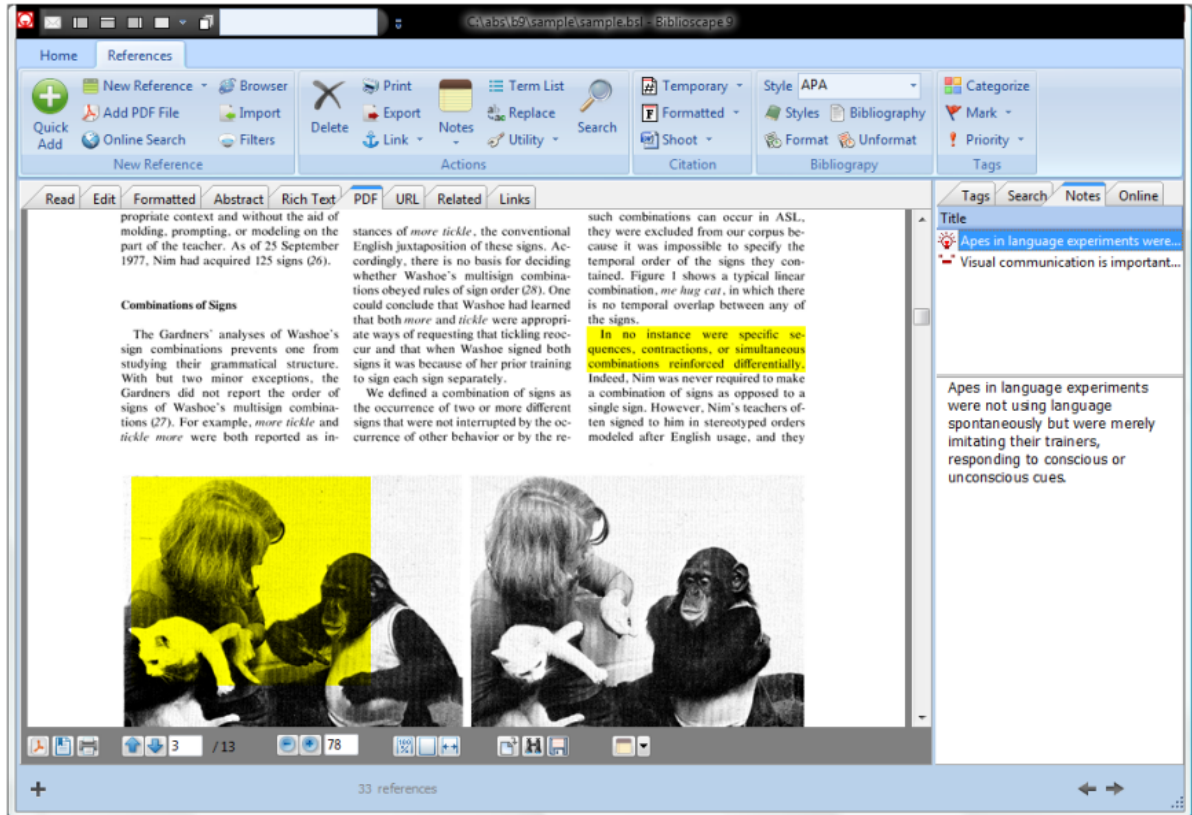 C:\abs\b9\sample\sample.bsl - Biblioscape 9
Home References
Quick Add
New Reference
Add PDF File
Online Search
Browser
Import
Filters
New Reference
Delete
Print
Export
Link
Notes
Term List
Replace
Utility
Search
Actions
Temporary
Formatted
Shoot
Citation
Style APA
Styles Bibliography
Format Unformat
Bibliograpy
Categorize
Mark
Priority
Tags
Read Edit Formatted Abstract Rich Text PDF URL Related Links
propriate context and without the aid of
molding, prompting, or modeling on the
part of the teacher. As of 25 September
1977, Nim had acquired 125 signs (26).
Combinations of Signs
The Gardners' analyses of Washoe's
sign combinations prevents one from
studying their grammatical structure.
With but two minor exceptions, the
Gardners did not report the order of
signs of Washoe's multisign combina-
tions (27). For example, more tickle and
tickle more were both reported as in-
stances of more tickle, the conventional
English juxtaposition of these signs. Ac-
cordingly, there is no basis for deciding
whether Washoe's multisign combina-
tions obeyed rules of sign order (28). One
could conclude that Washoe had learned
that both more and tickle were appropri-
ate ways of requesting that tickling reoc-
cur and that when Washoe signed both
signs it was because of her prior training
to sign each sign separately.
We defined a combination of signs as
the occurrence of two or more different
signs that were not interrupted by the oc-
currence of other behavior or by the re-
such combinations can occur in ASL,
they were excluded from our corpus be-
cause it was impossible to specify the
temporal order of the signs they con-
tained. Figure 1 shows a typical linear
combination, me hug cat, in which there
is no temporal overlap between any of
the signs.
In no instance were specific se-
quences, contractions, or simultaneous
combinations reinforced differentially.
Indeed, Nim was never required to make
a combination of signs as opposed to a
single sign. However, Nim's teachers of-
ten signed to him in stereotyped orders
modeled after English usage, and they
Tags Search Notes Online
Title
Apes in language experiments were...
Visual communication is important...
Apes in language experiments
were not using language
spontaneously but were merely
imitating their trainers,
responding to conscious or
unconscious cues.
3 /13 78 100%
33 references